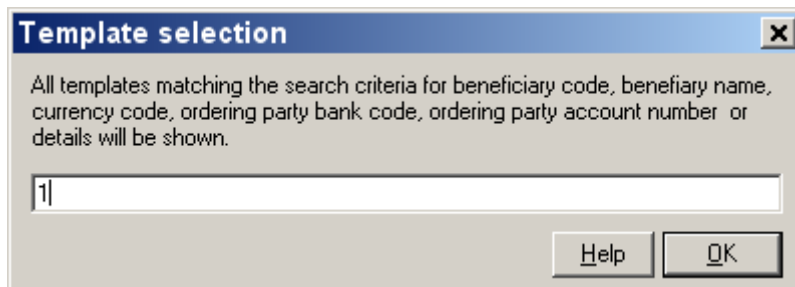 Template selection
All templates matching the search criteria for beneficiary code, benefiary name,
currency code, ordering party bank code, ordering party account number or
details will be shown.
1
Help
OK